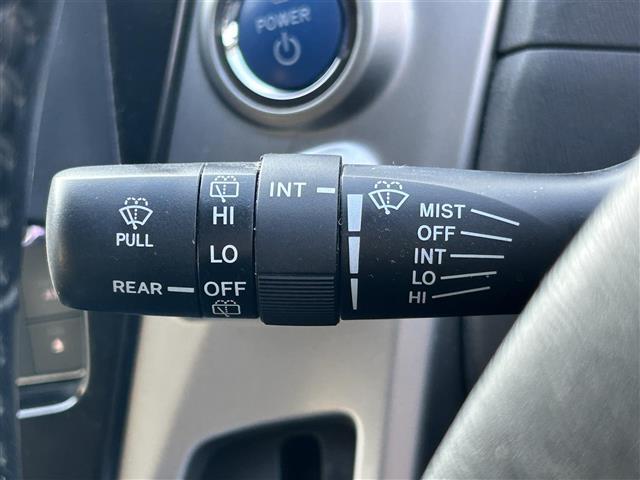 POWER
PULL
REAR
HI
LO
OFF
INT
MIST
OFF
INT
LO
HI